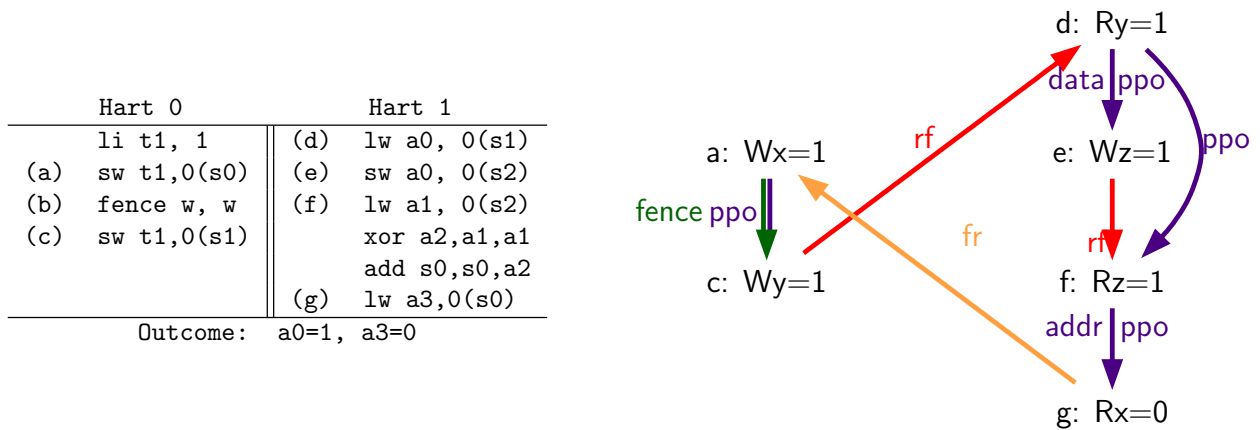 Hart 0 Hart 1
li t1, 1 (d) lw a0, 0(s1)
(a) sw t1,0(s0) (e) sw a0, 0(s2)
(b) fence w, w (f) lw a1, 0(s2)
(c) sw t1,0(s1) xor a2,a1,a1
add s0,s0,a2
(g) lw a3,0(s0)
Outcome: a0=1, a3=0
d: Ry=1
data ppo
rf
ppo
a: Wx=1
e: Wz=1
fence ppo
fr
rf
c: Wy=1
f: Rz=1
addr ppo
g: Rx=0